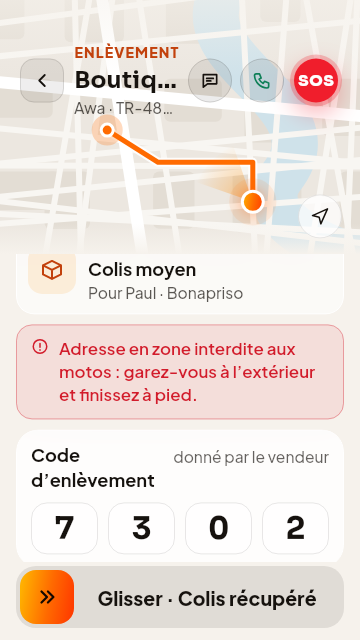 ENLÈVEMENT
Boutiq...
Awa · TR-48...
SOS
Colis moyen
Pour Paul · Bonapriso
Adresse en zone interdite aux
motos : garez-vous à l'extérieur
et finissez à pied.
Code
d'enlèvement
donné par le vendeur
7 3 0 2
Glisser · Colis récupéré